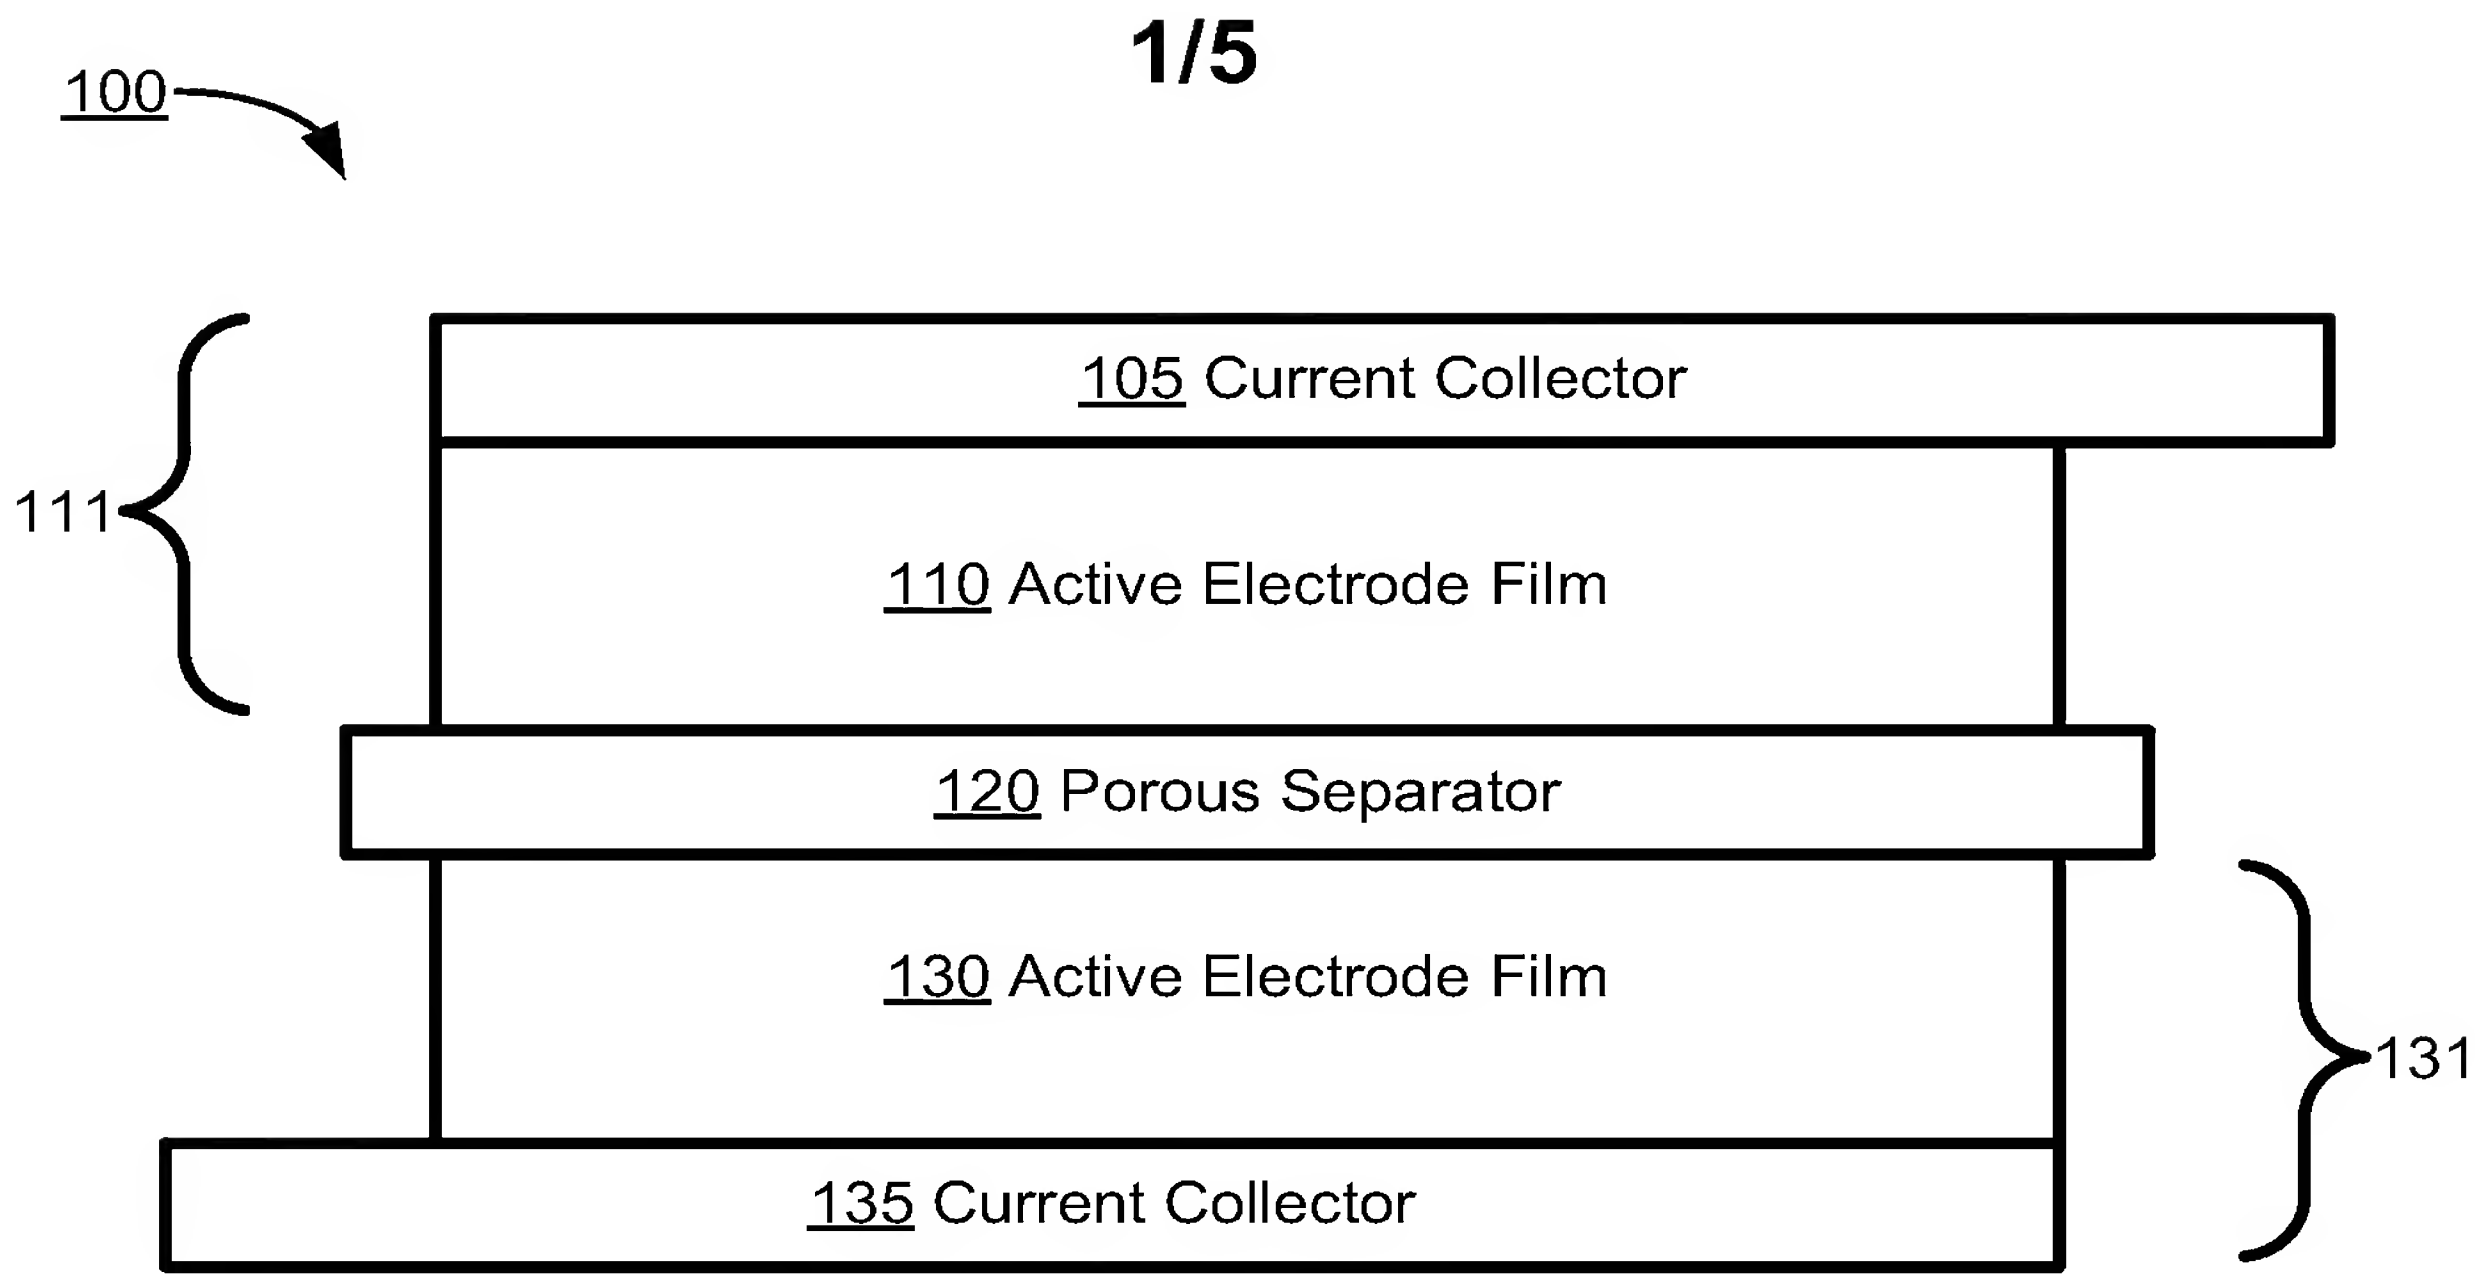 1/5
100
105 Current Collector
111
110 Active Electrode Film
120 Porous Separator
130 Active Electrode Film
131
135 Current Collector